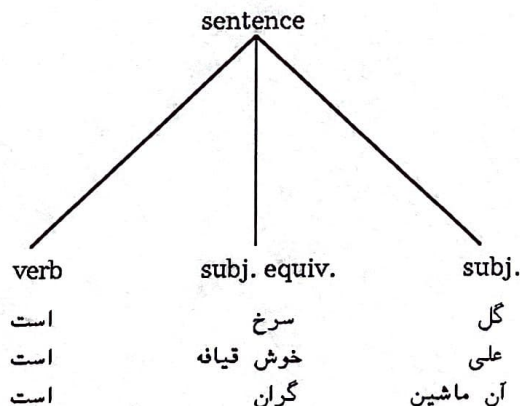 sentence
verb subj. equiv. subj.
گل سرخ است
علی خوش قیافه است
آن ماشین گران است